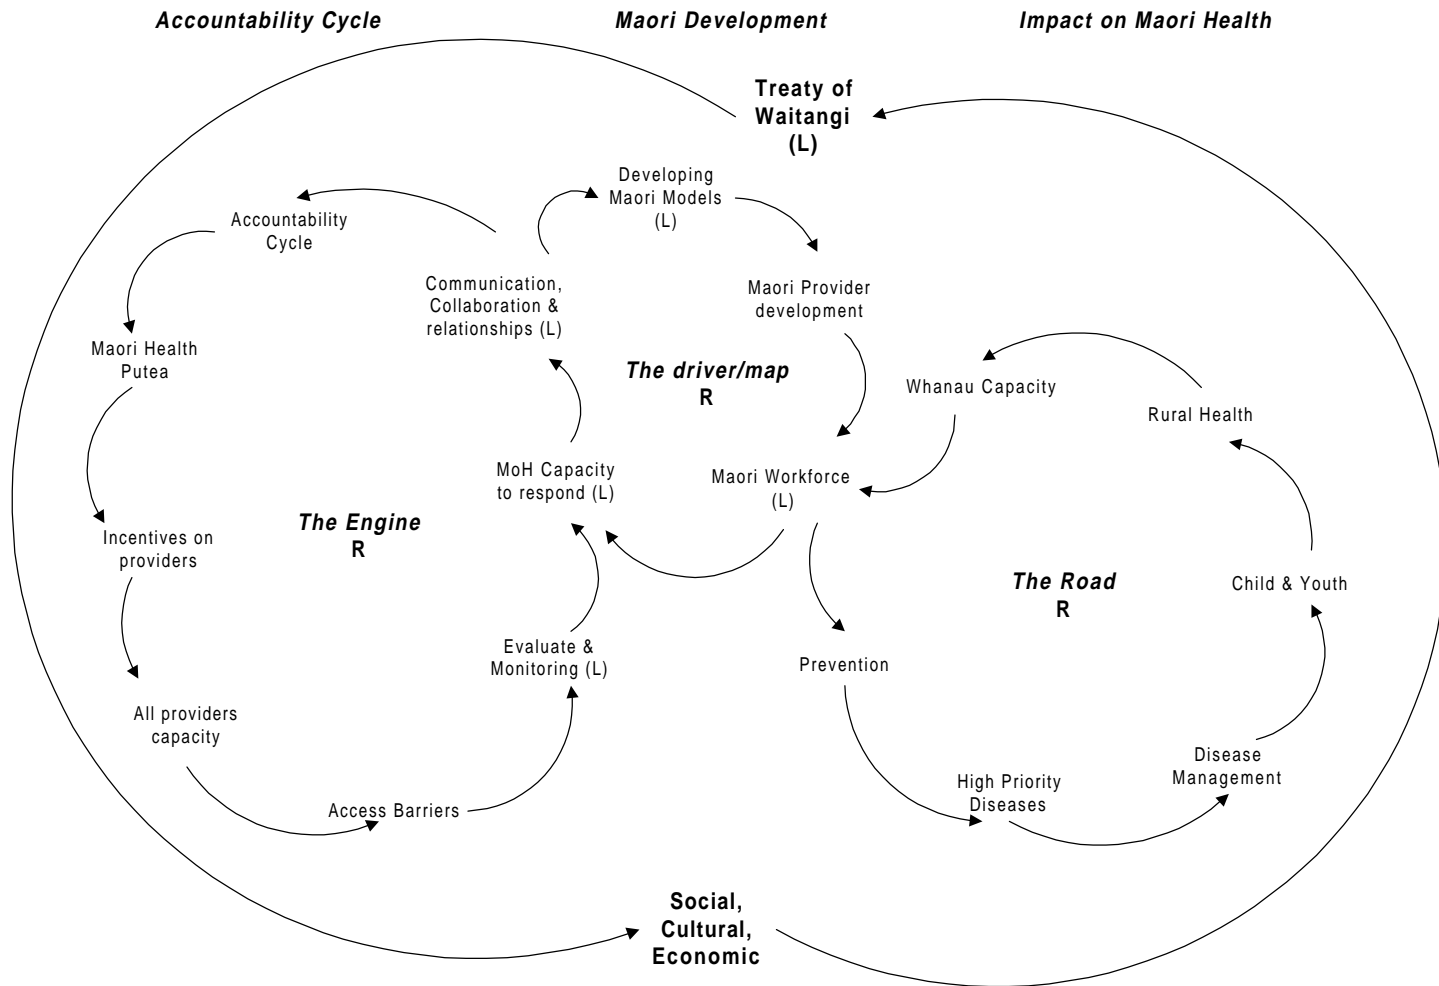 Accountability Cycle
Maori Development
Impact on Maori Health
Treaty of
Waitangi
(L)
Developing
Maori Models
(L)
Accountability
Cycle
Communication,
Collaboration &
relationships (L)
Maori Provider
development
Maori Health
Putea
The driver/map
R
Whanau Capacity
Rural Health
MoH Capacity
to respond (L)
Maori Workforce
(L)
The Engine
R
Incentives on
providers
The Road
R
Child & Youth
Evaluate &
Monitoring (L)
Prevention
All providers
capacity
Access Barriers
High Priority
Diseases
Disease
Management
Social,
Cultural,
Economic